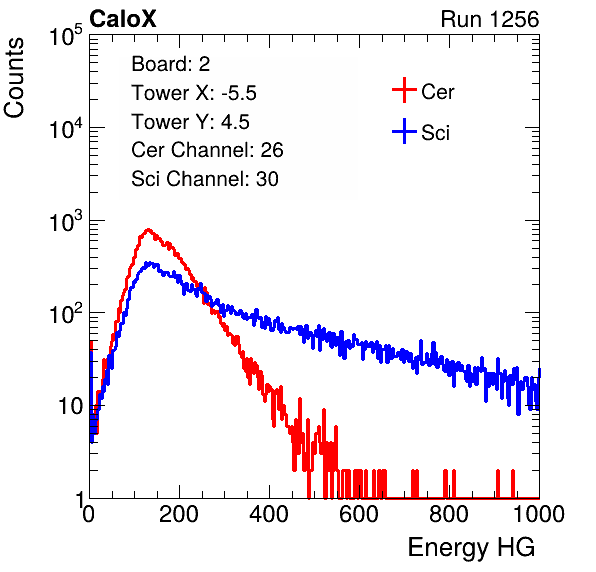 CaloX Run 1256
Counts
Board: 2
Tower X: -5.5
Tower Y: 4.5
Cer Channel: 26
Sci Channel: 30
Cer
Sci
10^5
10^4
10^3
10^2
10
1
0 200 400 600 800 1000
Energy HG